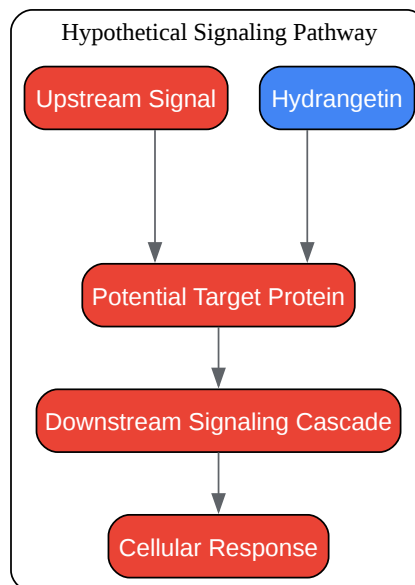 Hypothetical Signaling Pathway
Upstream Signal
Hydrangetin
Potential Target Protein
Downstream Signaling Cascade
Cellular Response